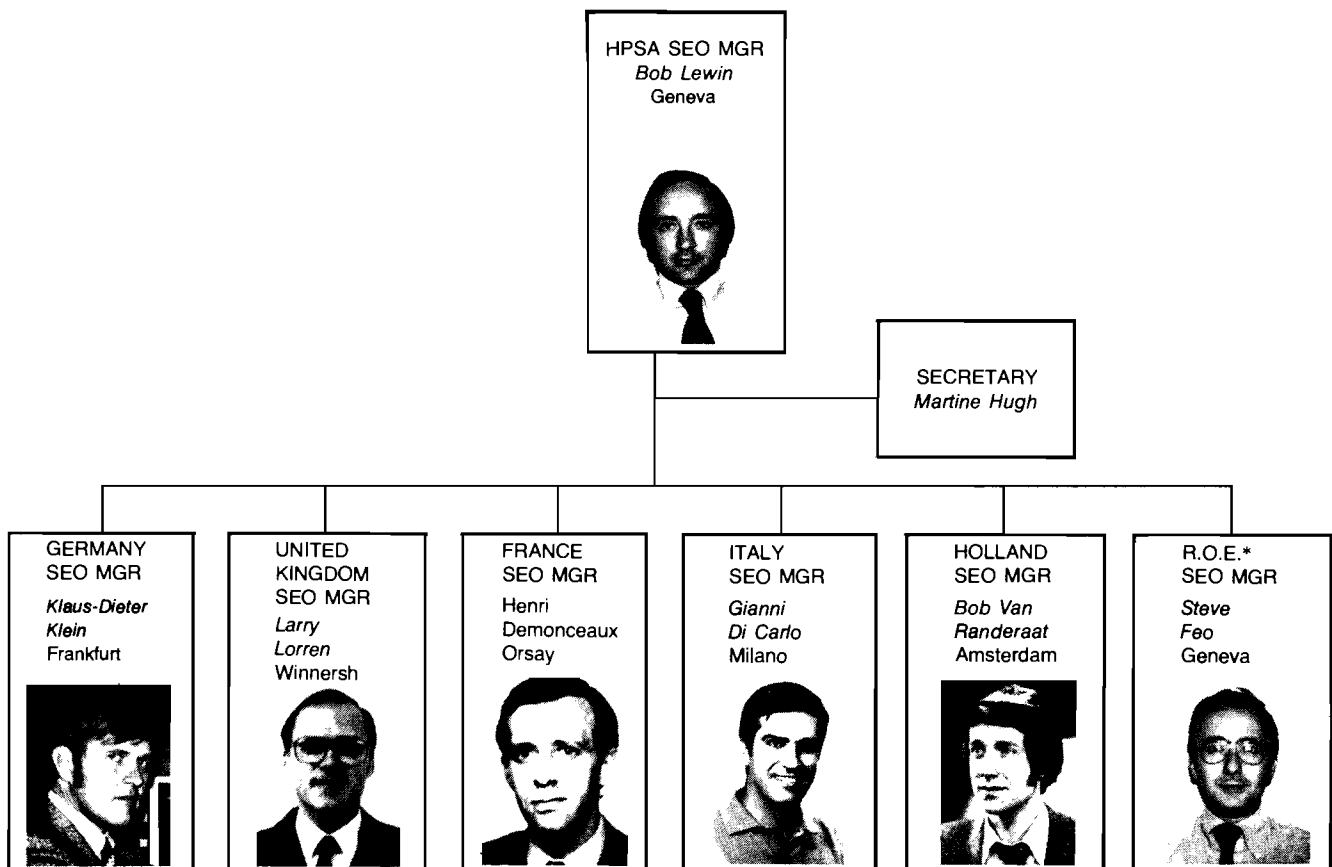 HPSA SEO MGR
Bob Lewin
Geneva
SECRETARY
Martine Hugh
GERMANY
SEO MGR
Klaus-Dieter
Klein
Frankfurt
UNITED
KINGDOM
SEO MGR
Larry
Lorren
Winnersh
FRANCE
SEO MGR
Henri
Demonceaux
Orsay
ITALY
SEO MGR
Gianni
Di Carlo
Milano
HOLLAND
SEO MGR
Bob Van
Randeraat
Amsterdam
R.O.E.*
SEO MGR
Steve
Feo
Geneva